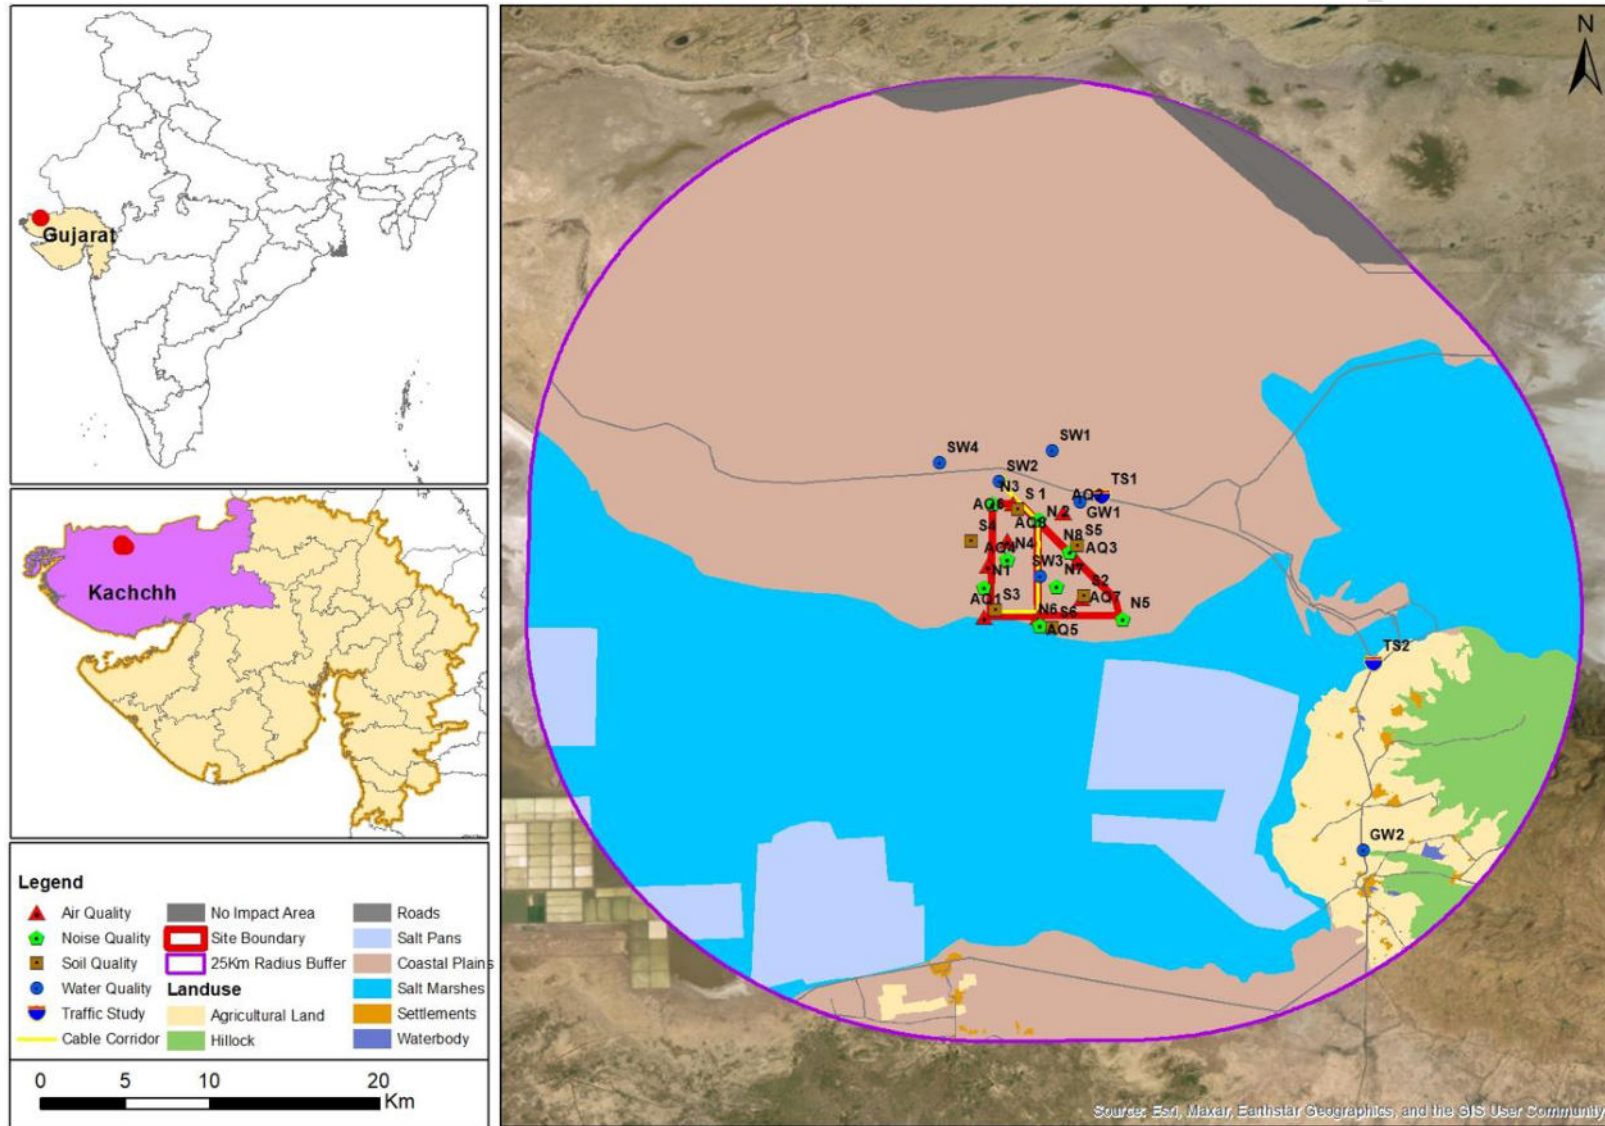 Gujarat
Kachchh
Legend
Air Quality
Noise Quality
Soil Quality
Water Quality
Traffic Study
Cable Corridor
No Impact Area
Site Boundary
25Km Radius Buffer
Landuse
Agricultural Land
Hillock
Roads
Salt Pans
Coastal Plains
Salt Marshes
Settlements
Waterbody
0 5 10 20
Km
N
SW4
SW1
SW2
N3
S 1
AQ2
TS1
AQ6
AQ8
N 2
GW1
S4
N4
N8
S5
AQ4
AQ3
SW3
N1
N7
S2
AQ1
S3
AQ7
N6
S6
N5
AQ5
TS2
GW2
Source: Esri, Maxar, Earthstar Geographics, and the GIS User Community